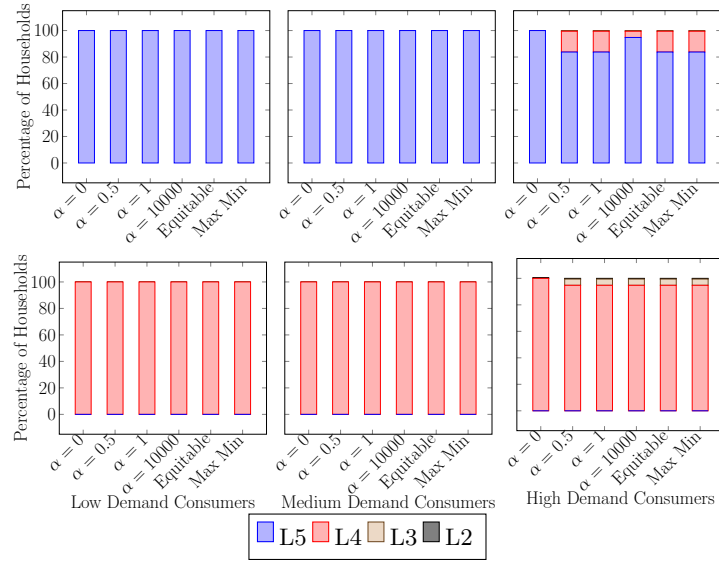 Percentage of Households
100
80
60
40
20
0
α = 0
α = 0.5
α = 1
α = 10000
Equitable
Max Min
α = 0
α = 0.5
α = 1
α = 10000
Equitable
Max Min
α = 0
α = 0.5
α = 1
α = 10000
Equitable
Max Min
Percentage of Households
100
80
60
40
20
0
α = 0
α = 0.5
α = 1
α = 10000
Equitable
Max Min
Low Demand Consumers
α = 0
α = 0.5
α = 1
α = 10000
Equitable
Max Min
Medium Demand Consumers
α = 0
α = 0.5
α = 1
α = 10000
Equitable
Max Min
High Demand Consumers
L5 L4 L3 L2